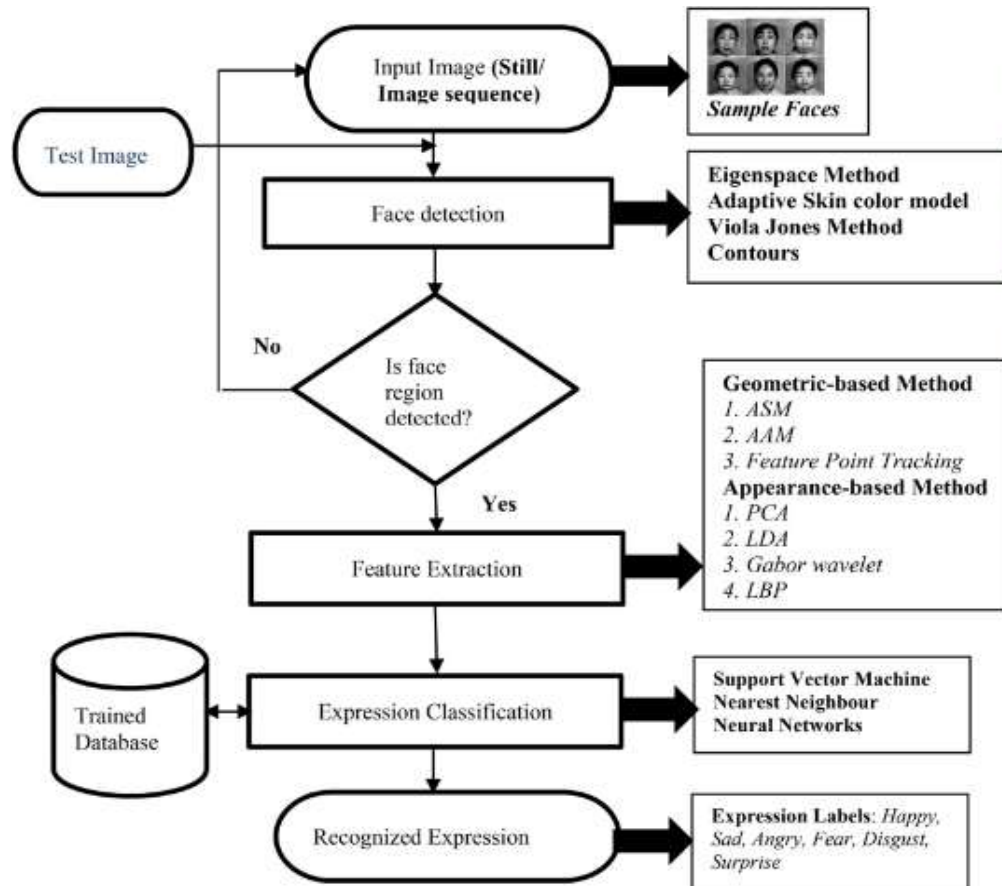 Input Image (Still/
Image sequence)
Sample Faces
Test Image
Face detection
Eigenspace Method
Adaptive Skin color model
Viola Jones Method
Contours
No
Is face
region
detected?
Yes
Geometric-based Method
1. ASM
2. AAM
3. Feature Point Tracking
Appearance-based Method
1. PCA
2. LDA
3. Gabor wavelet
4. LBP
Feature Extraction
Trained
Database
Expression Classification
Support Vector Machine
Nearest Neighbour
Neural Networks
Recognized Expression
Expression Labels: Happy,
Sad, Angry, Fear, Disgust,
Surprise